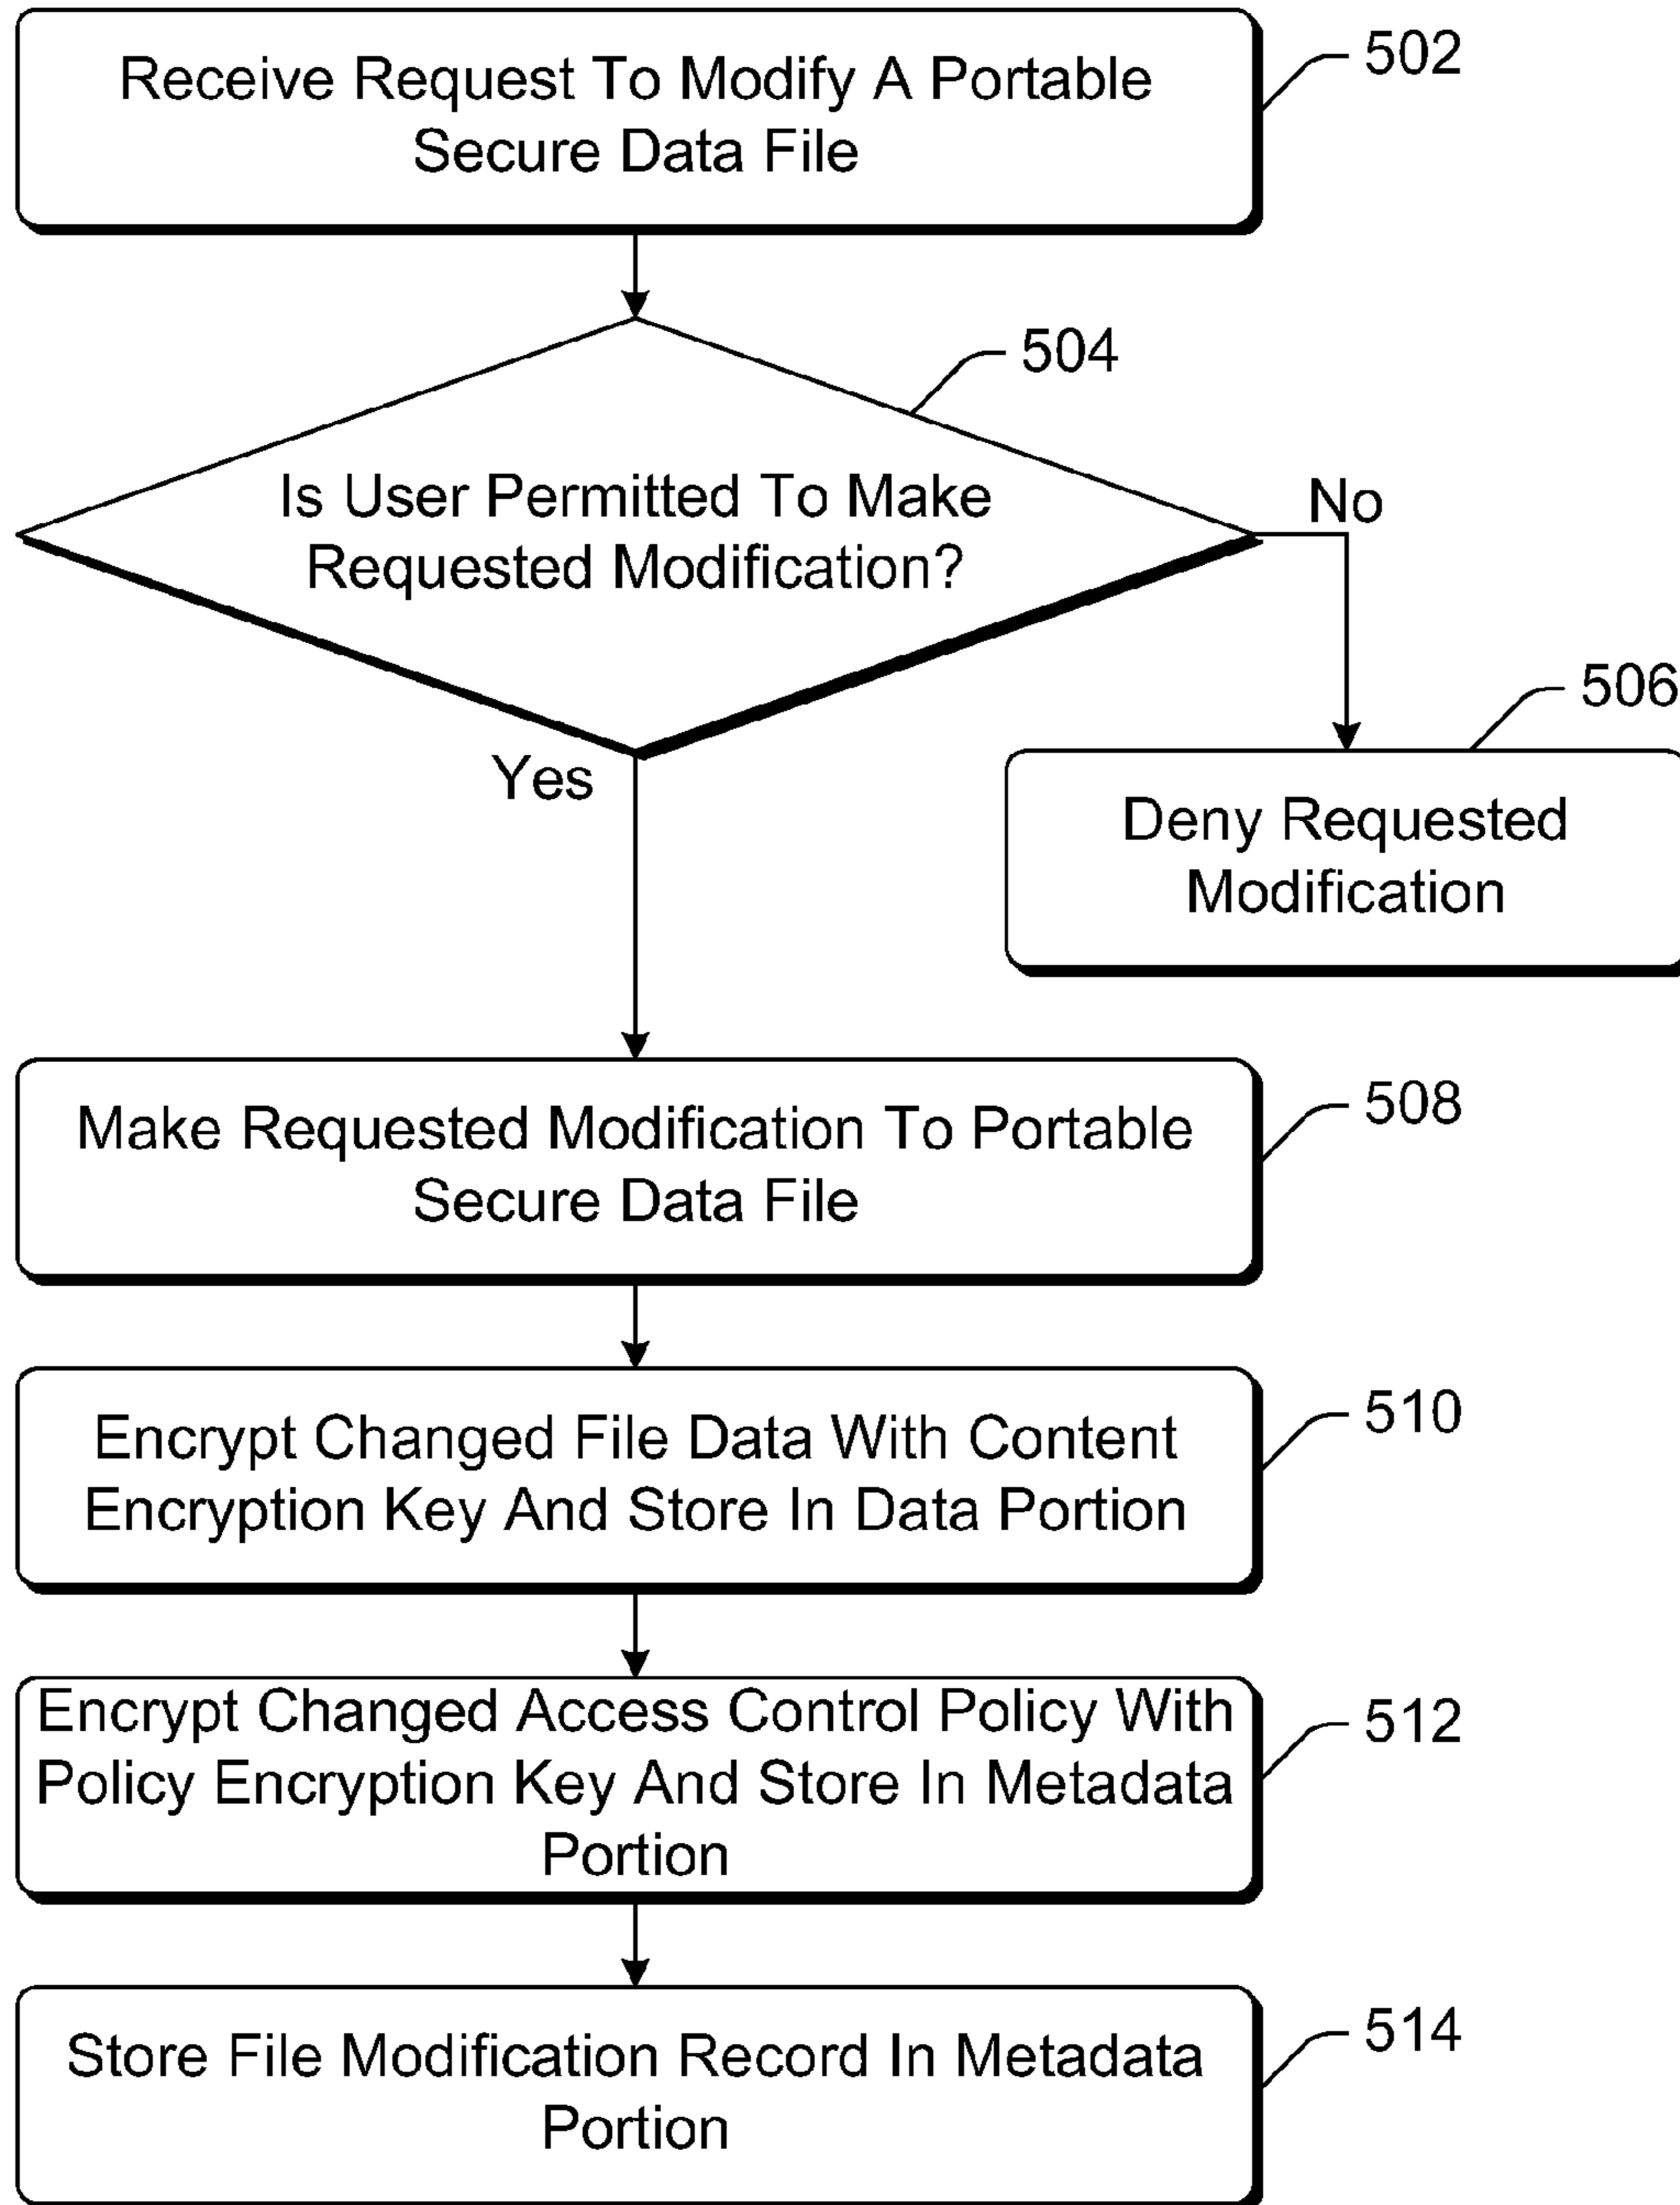 Receive Request To Modify A Portable
Secure Data File
502
504
Is User Permitted To Make
Requested Modification?
No
Yes
506
Deny Requested
Modification
Make Requested Modification To Portable
Secure Data File
508
Encrypt Changed File Data With Content
Encryption Key And Store In Data Portion
510
Encrypt Changed Access Control Policy With
Policy Encryption Key And Store In Metadata
Portion
512
Store File Modification Record In Metadata
Portion
514